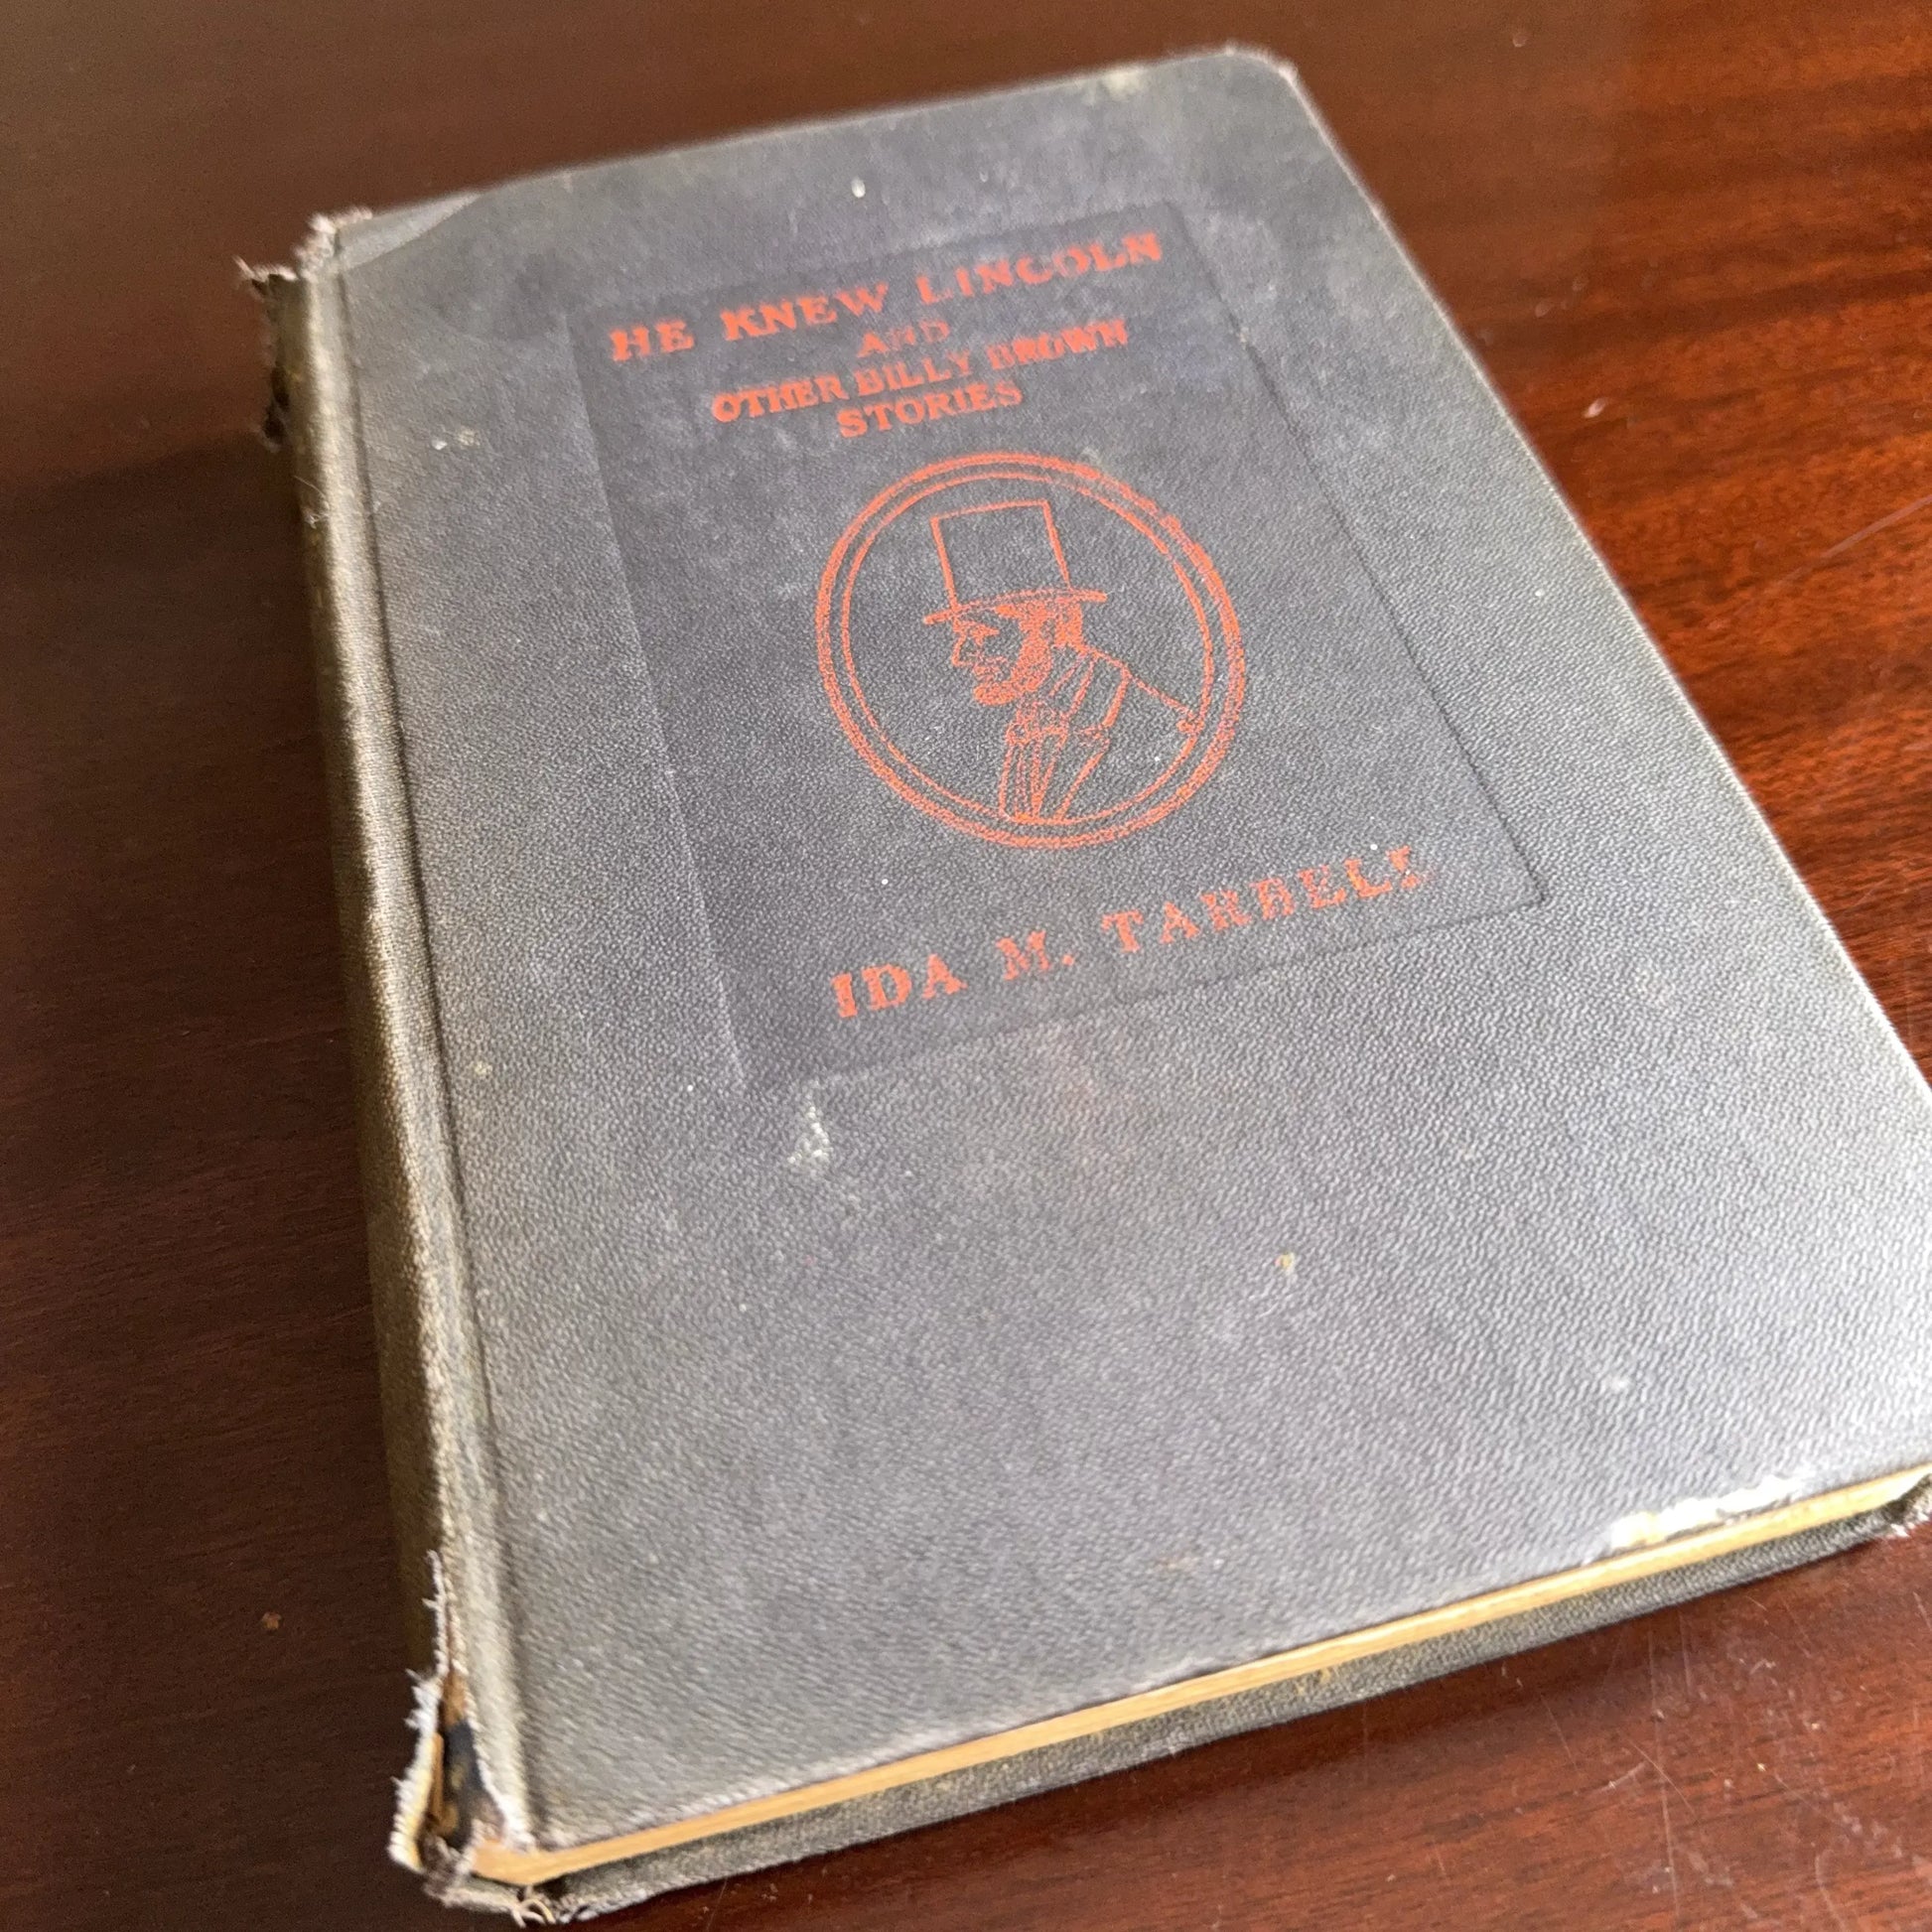 HE KNEW LINCOLN
AND
OTHER BILLY BROWN
STORIES
IDA M. TARBELL